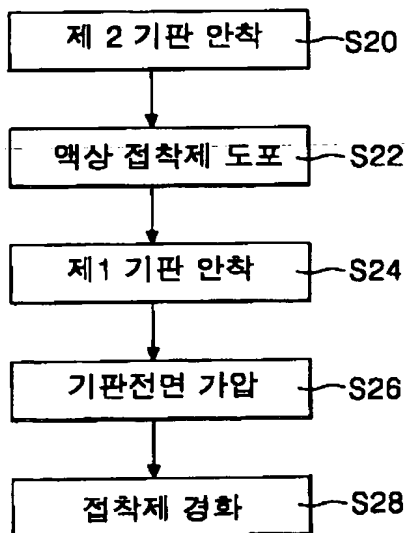 제 2 기판 안착 S20
액상 접착제 도포 S22
제1 기판 안착 S24
기판전면 가압 S26
접착제 경화 S28